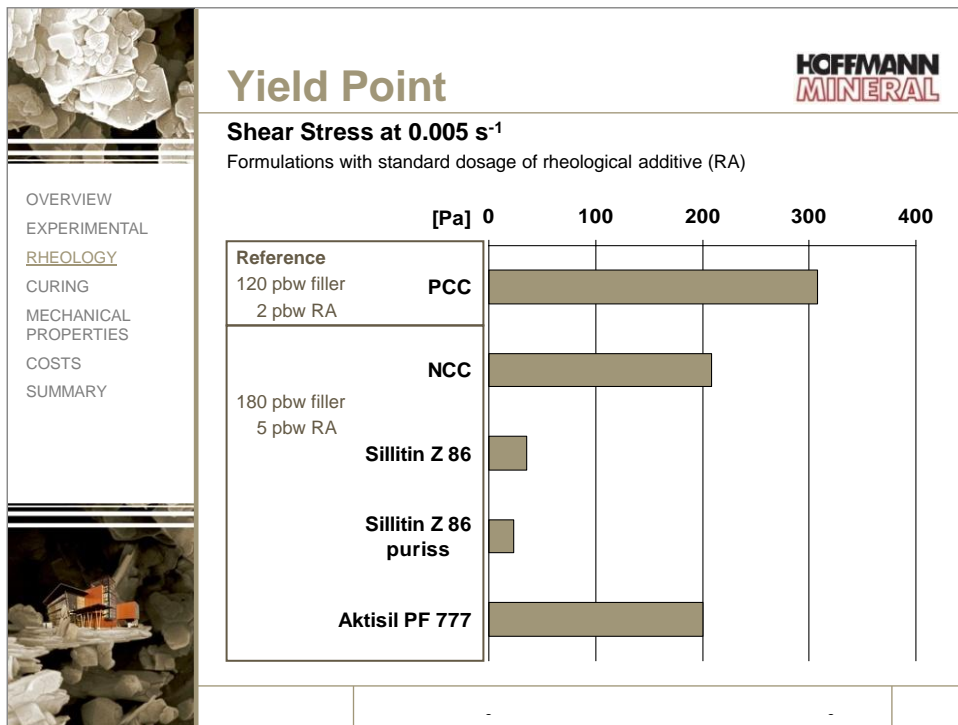 Yield Point
HOFFMANN
MINERAL
Shear Stress at 0.005 s-1
Formulations with standard dosage of rheological additive (RA)
OVERVIEW
EXPERIMENTAL
RHEOLOGY
CURING
MECHANICAL
PROPERTIES
COSTS
SUMMARY
[Pa] 0 100 200 300 400
Reference
120 pbw filler
2 pbw RA
PCC
NCC
180 pbw filler
5 pbw RA
Sillitin Z 86
Sillitin Z 86
puriss
Aktisil PF 777
- -